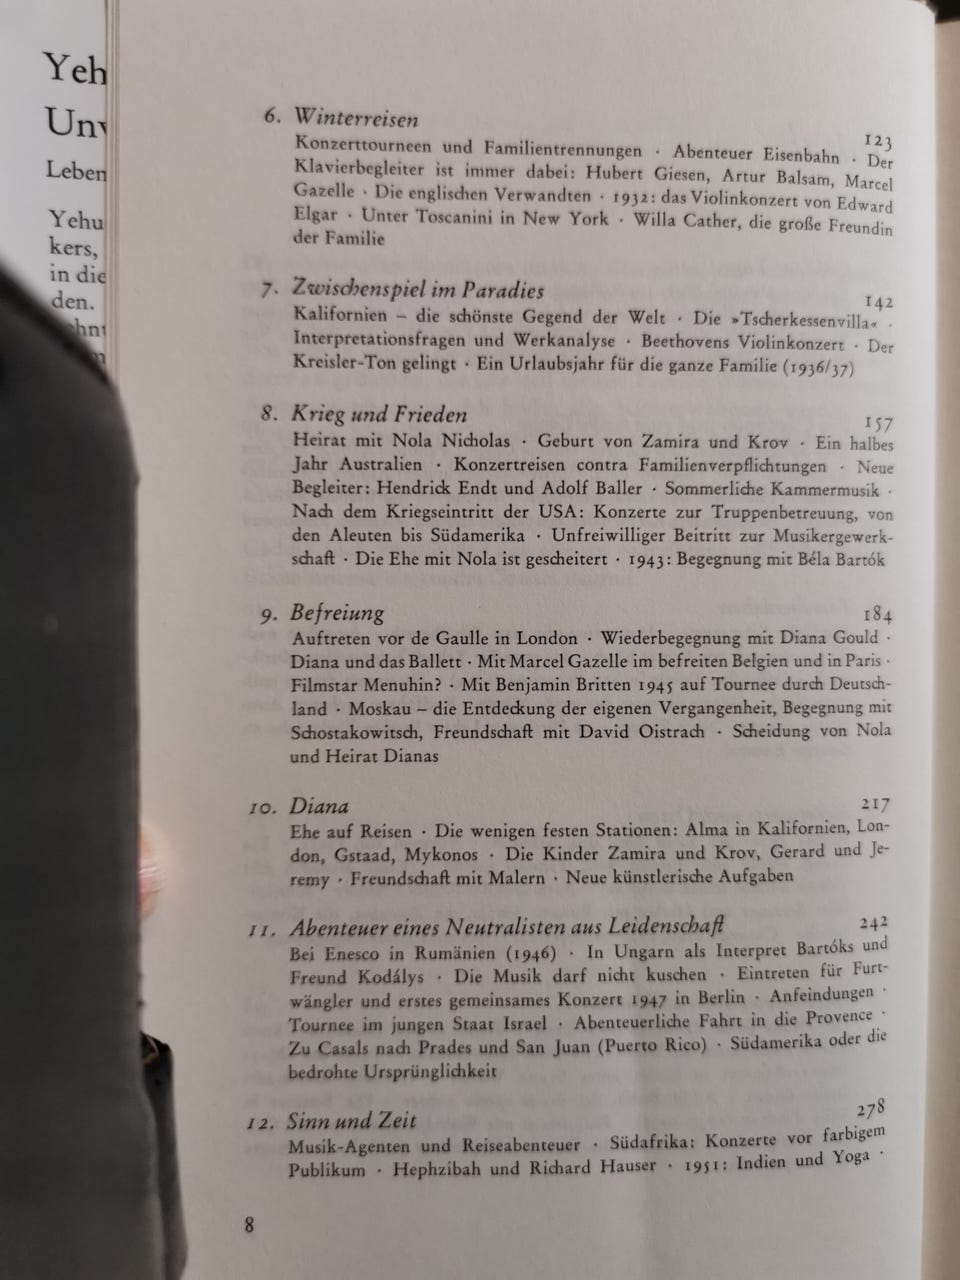 Yeh
Unv
Leben
Yehu
kers,
in die
den.
6. Winterreisen 123
Konzerttourneen und Familientrennungen · Abenteuer Eisenbahn · Der
Klavierbegleiter ist immer dabei: Hubert Giesen, Artur Balsam, Marcel
Gazelle · Die englischen Verwandten · 1932: das Violinkonzert von Edward
Elgar · Unter Toscanini in New York · Willa Cather, die große Freundin
der Familie
7. Zwischenspiel im Paradies 142
Kalifornien – die schönste Gegend der Welt · Die »Tscherkessenvilla« ·
Interpretationsfragen und Werkanalyse · Beethovens Violinkonzert · Der
Kreisler-Ton gelingt · Ein Urlaubsjahr für die ganze Familie (1936/37)
8. Krieg und Frieden 157
Heirat mit Nola Nicholas · Geburt von Zamira und Krov · Ein halbes
Jahr Australien · Konzertreisen contra Familienverpflichtungen · Neue
Begleiter: Hendrick Endt und Adolf Baller · Sommerliche Kammermusik ·
Nach dem Kriegseintritt der USA: Konzerte zur Truppenbetreuung, von
den Aleuten bis Südamerika · Unfreiwilliger Beitritt zur Musikergewerk-
schaft · Die Ehe mit Nola ist gescheitert · 1943: Begegnung mit Béla Bartók
9. Befreiung 184
Auftreten vor de Gaulle in London · Wiederbegegnung mit Diana Gould ·
Diana und das Ballett · Mit Marcel Gazelle im befreiten Belgien und in Paris ·
Filmstar Menuhin? · Mit Benjamin Britten 1945 auf Tournee durch Deutsch-
land · Moskau – die Entdeckung der eigenen Vergangenheit, Begegnung mit
Schostakowitsch, Freundschaft mit David Oistrach · Scheidung von Nola
und Heirat Dianas
10. Diana 217
Ehe auf Reisen · Die wenigen festen Stationen: Alma in Kalifornien, Lon-
don, Gstaad, Mykonos · Die Kinder Zamira und Krov, Gerard und Je-
remy · Freundschaft mit Malern · Neue künstlerische Aufgaben
11. Abenteuer eines Neutralisten aus Leidenschaft 242
Bei Enesco in Rumänien (1946) · In Ungarn als Interpret Bartóks und
Freund Kodálys · Die Musik darf nicht kuschen · Eintreten für Furt-
wängler und erstes gemeinsames Konzert 1947 in Berlin · Anfeindungen ·
Tournee im jungen Staat Israel · Abenteuerliche Fahrt in die Provence ·
Zu Casals nach Prades und San Juan (Puerto Rico) · Südamerika oder die
bedrohte Ursprünglichkeit
12. Sinn und Zeit 278
Musik-Agenten und Reiseabenteuer · Südafrika: Konzerte vor farbigem
Publikum · Hephzibah und Richard Hauser · 1951: Indien und Yoga ·
8